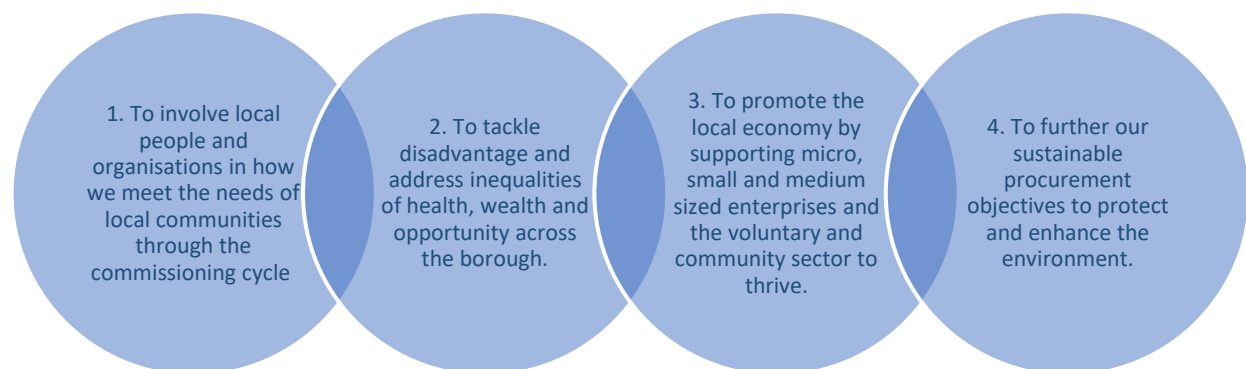 1. To involve local
people and
organisations in how
we meet the needs of
local communities
through the
commissioning cycle
2. To tackle
disadvantage and
address inequalities
of health, wealth and
opportunity across
the borough.
3. To promote the
local economy by
supporting micro,
small and medium
sized enterprises and
the voluntary and
community sector to
thrive.
4. To further our
sustainable
procurement
objectives to protect
and enhance the
environment.